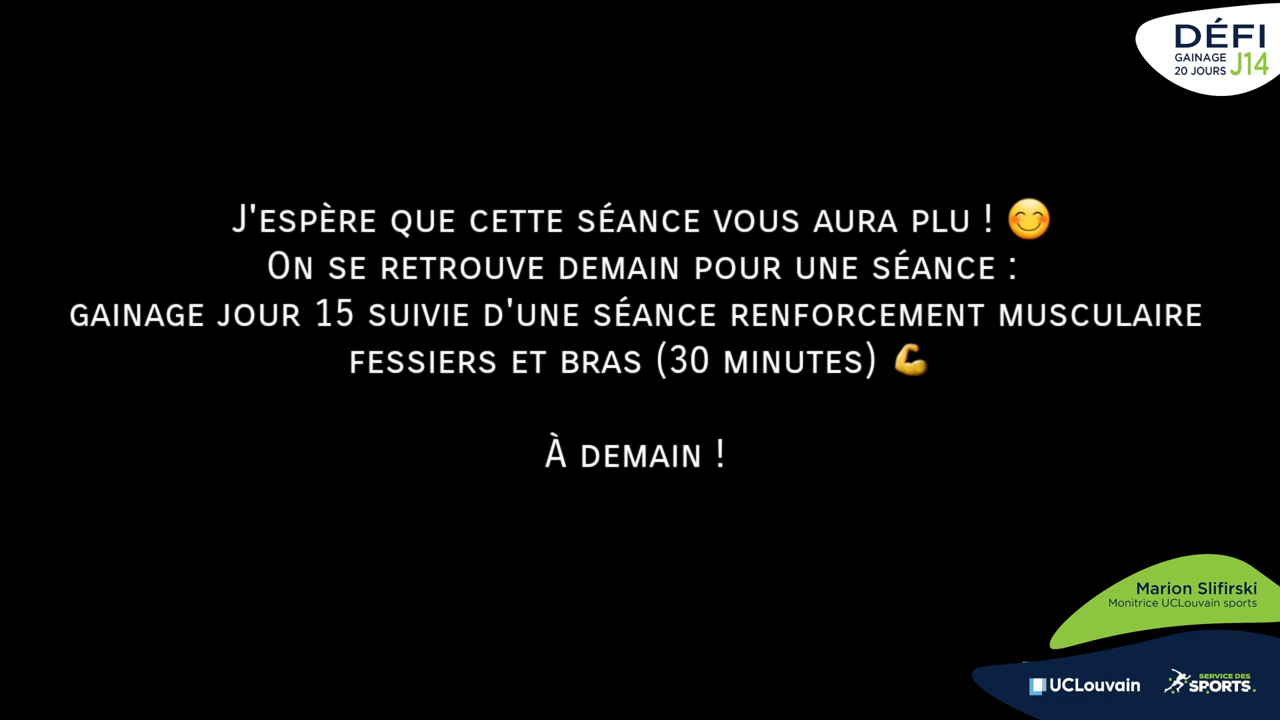 DÉFI
GAINAGE
20 JOURS J14
J'espère que cette séance vous aura plu ! 😊
On se retrouve demain pour une séance :
gainage jour 15 suivie d'une séance renforcement musculaire
fessiers et bras (30 minutes) 💪
À demain !
Marion Slifirski
Monitrice UCLouvain sports
UCLouvain
SERVICE DES
SPORTS.